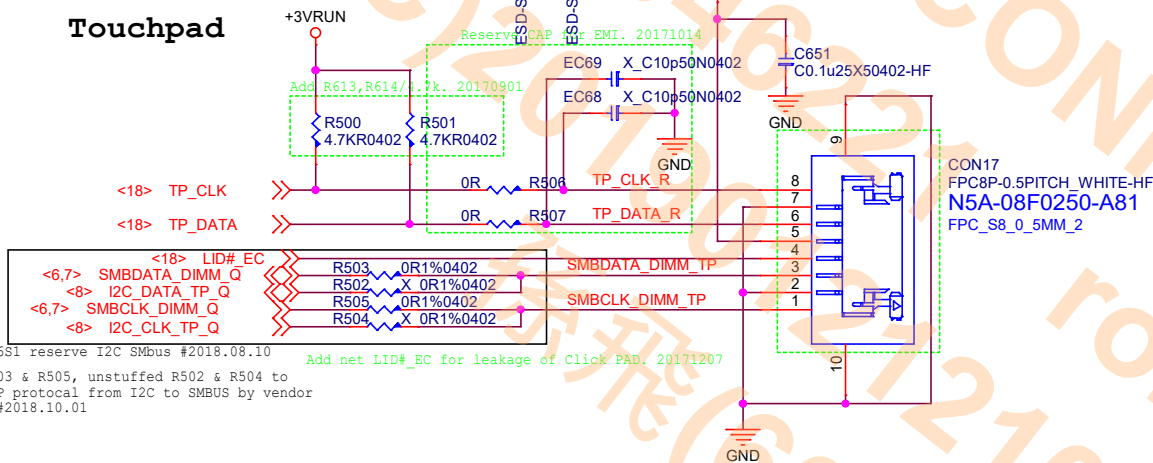 Touchpad
+3VRUN
ESD-S
ESD-S
Reserve CAP for EMI. 20171014
EC69 X_C10p50N0402
EC68 X_C10p50N0402
GND
C651
C0.1u25X50402-HF
GND
Add R613,R614/4.7k. 20170901
R500
4.7KR0402
R501
4.7KR0402
9
CON17
FPC8P-0.5PITCH_WHITE-HF
N5A-08F0250-A81
FPC_S8_0_5MM_2
<18> TP_CLK
0R R506 TP_CLK_R
<18> TP_DATA
0R R507 TP_DATA_R
8
7
6
5
4
3
2
1
10
<18> LID#_EC
<6,7> SMBDATA_DIMM_Q R503 0R1%0402 SMBDATA_DIMM_TP
<8> I2C_DATA_TP_Q R502 X_0R1%0402
<6,7> SMBCLK_DIMM_Q R505 0R1%0402 SMBCLK_DIMM_TP
<8> I2C_CLK_TP_Q R504 X_0R1%0402
6S1 reserve I2C SMbus #2018.08.10
Add net LID#_EC for leakage of Click PAD. 20171207
03 & R505, unstuffed R502 & R504 to
P protocal from I2C to SMBUS by vendor
#2018.10.01
GND